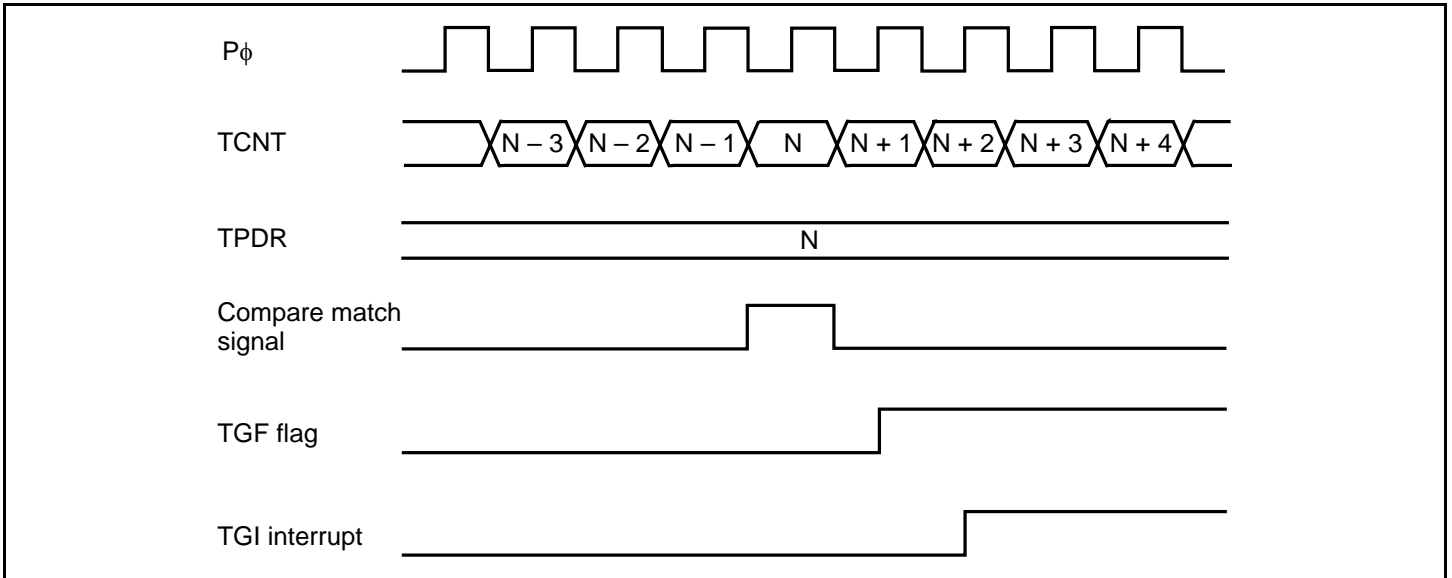 Pϕ
TCNT
N – 3 N – 2 N – 1 N N + 1 N + 2 N + 3 N + 4
TPDR
N
Compare match
signal
TGF flag
TGI interrupt